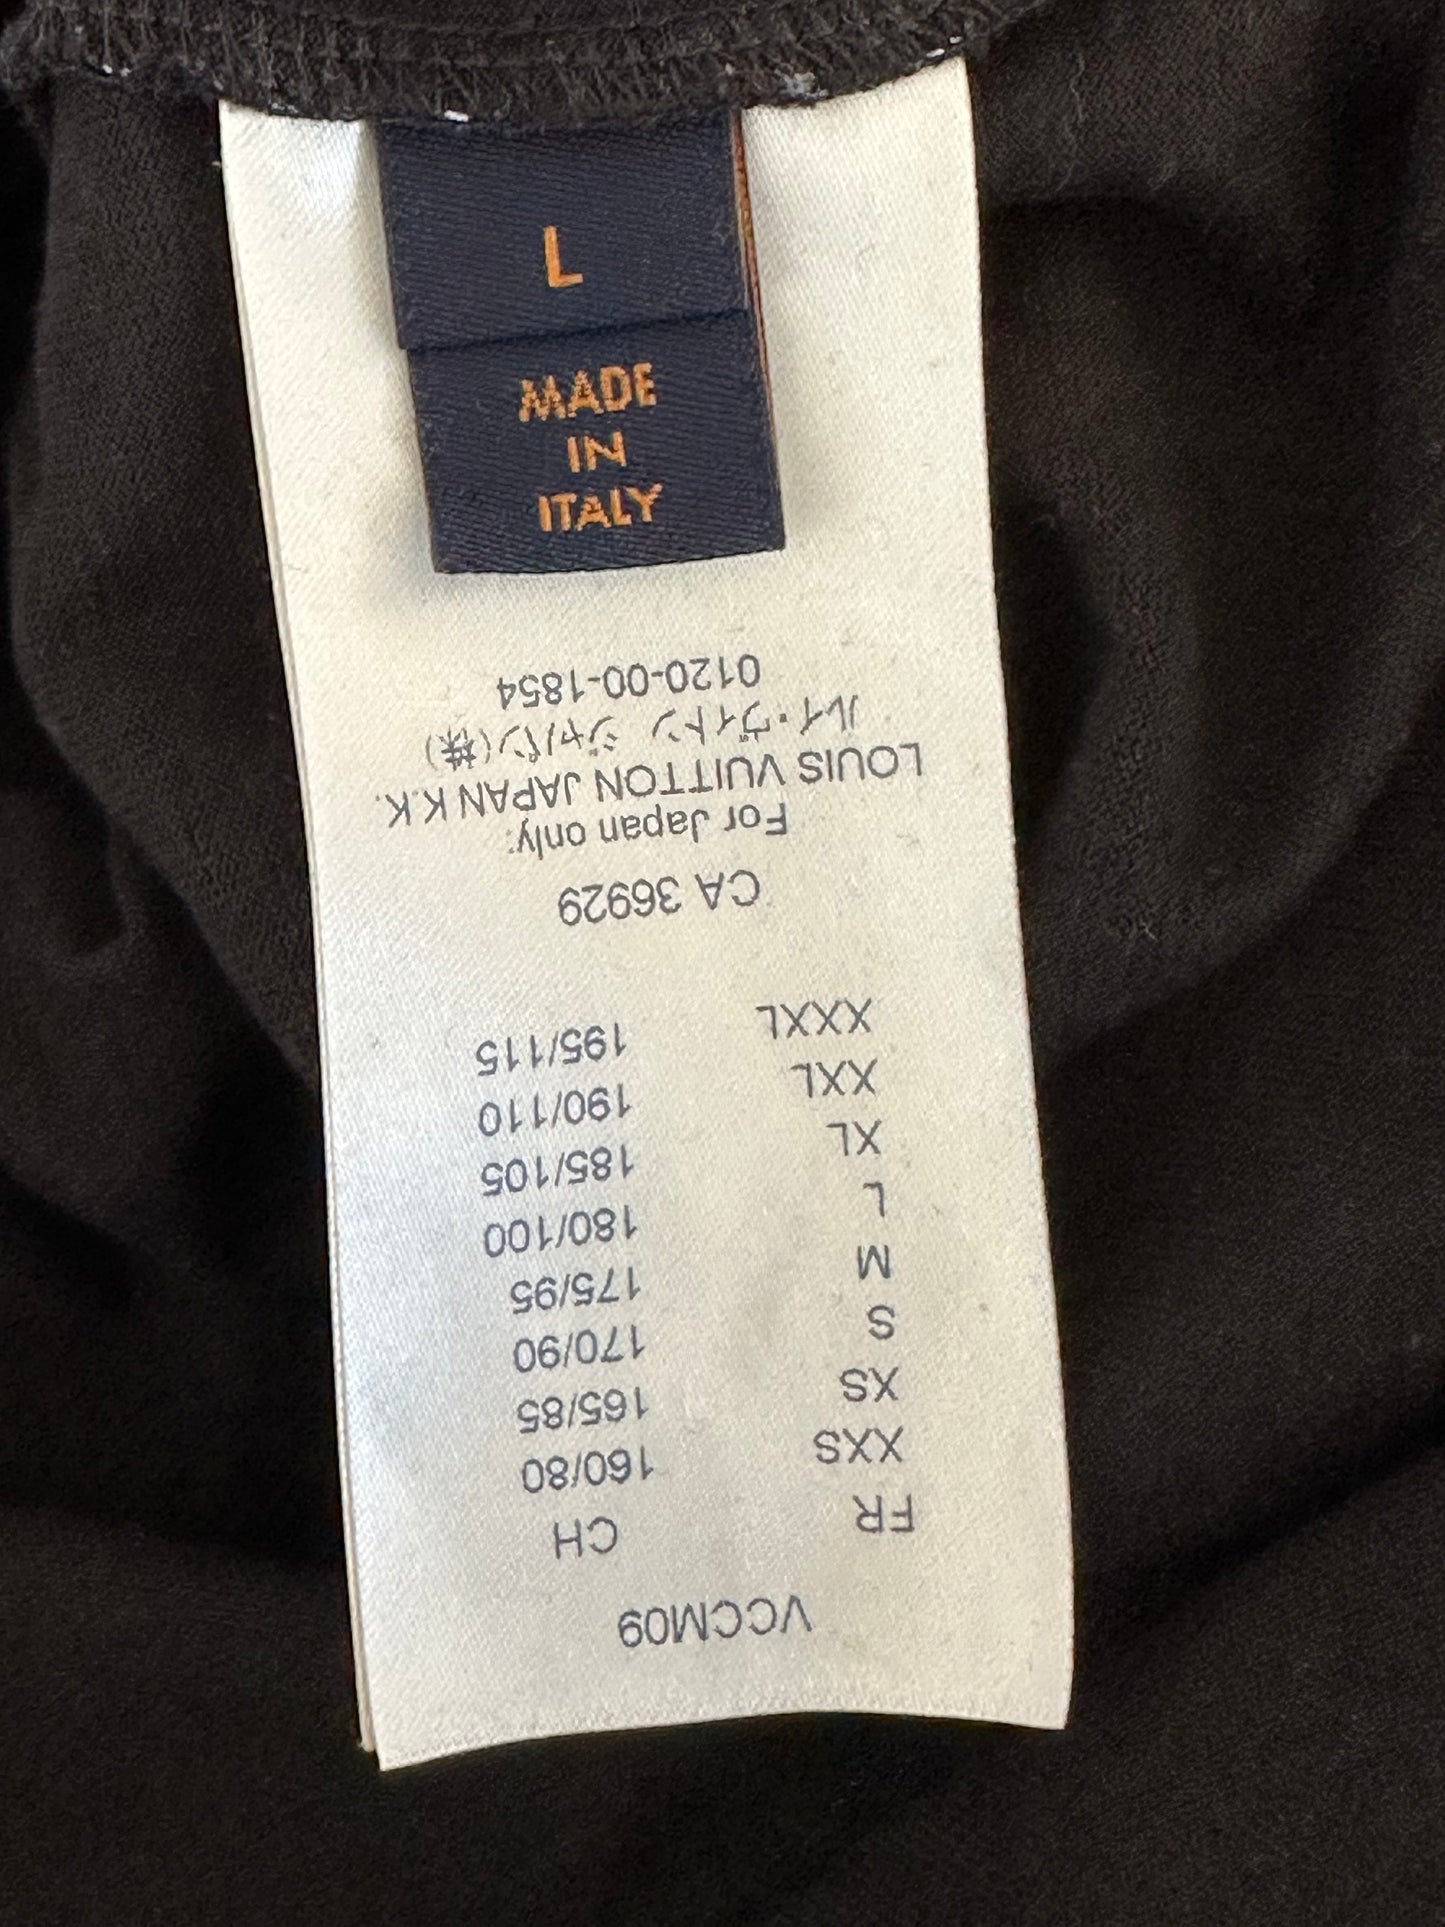 L
MADE
IN
ITALY
VCCM09
FR CH
XXS 160/80
XS 165/85
S 170/90
M 175/95
L 180/100
XL 185/105
XXL 190/110
XXXL 195/115
CA 36929
For Japan only:
LOUIS VUITTON JAPAN K.K.
ルイ・ヴィトン ジャパン(株)
0120-00-1854